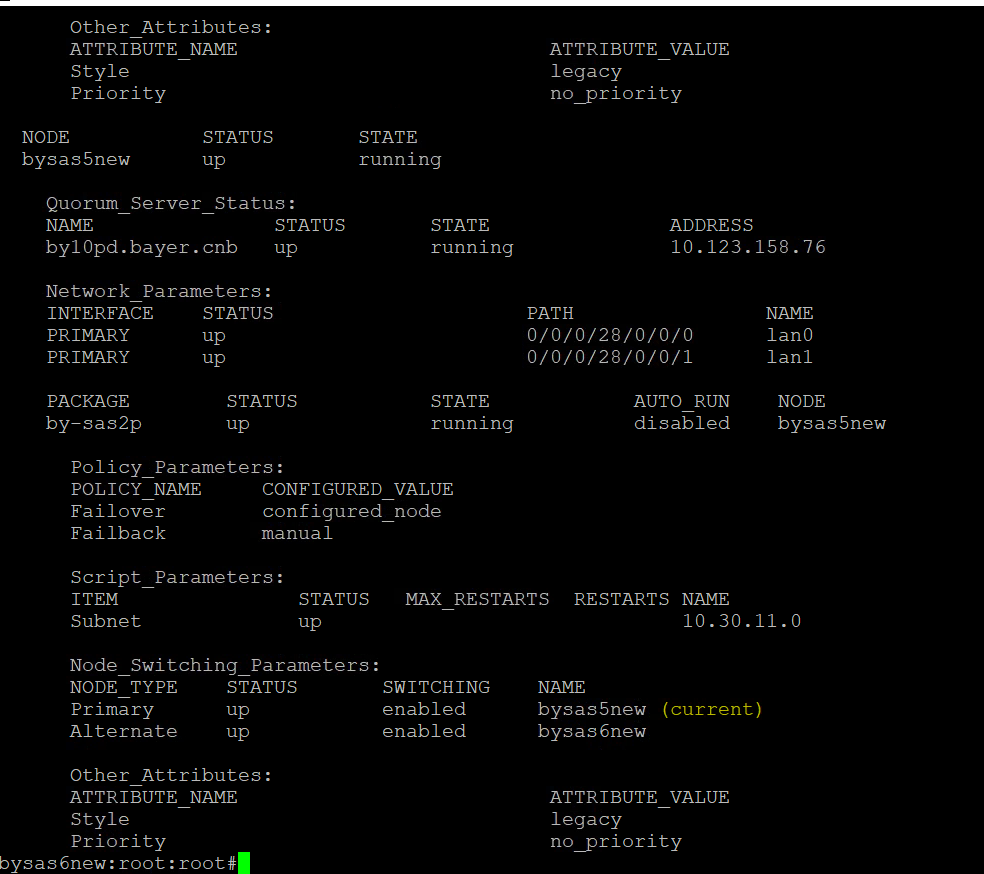 Other_Attributes:
ATTRIBUTE_NAME ATTRIBUTE_VALUE
Style legacy
Priority no_priority
NODE STATUS STATE
bysas5new up running
Quorum_Server_Status:
NAME STATUS STATE ADDRESS
by10pd.bayer.cnb up running 10.123.158.76
Network_Parameters:
INTERFACE STATUS PATH NAME
PRIMARY up 0/0/0/28/0/0/0 lan0
PRIMARY up 0/0/0/28/0/0/1 lan1
PACKAGE STATUS STATE AUTO_RUN NODE
by-sas2p up running disabled bysas5new
Policy_Parameters:
POLICY_NAME CONFIGURED_VALUE
Failover configured_node
Failback manual
Script_Parameters:
ITEM STATUS MAX_RESTARTS RESTARTS NAME
Subnet up 10.30.11.0
Node_Switching_Parameters:
NODE_TYPE STATUS SWITCHING NAME
Primary up enabled bysas5new (current)
Alternate up enabled bysas6new
Other_Attributes:
ATTRIBUTE_NAME ATTRIBUTE_VALUE
Style legacy
Priority no_priority
bysas6new:root:root#